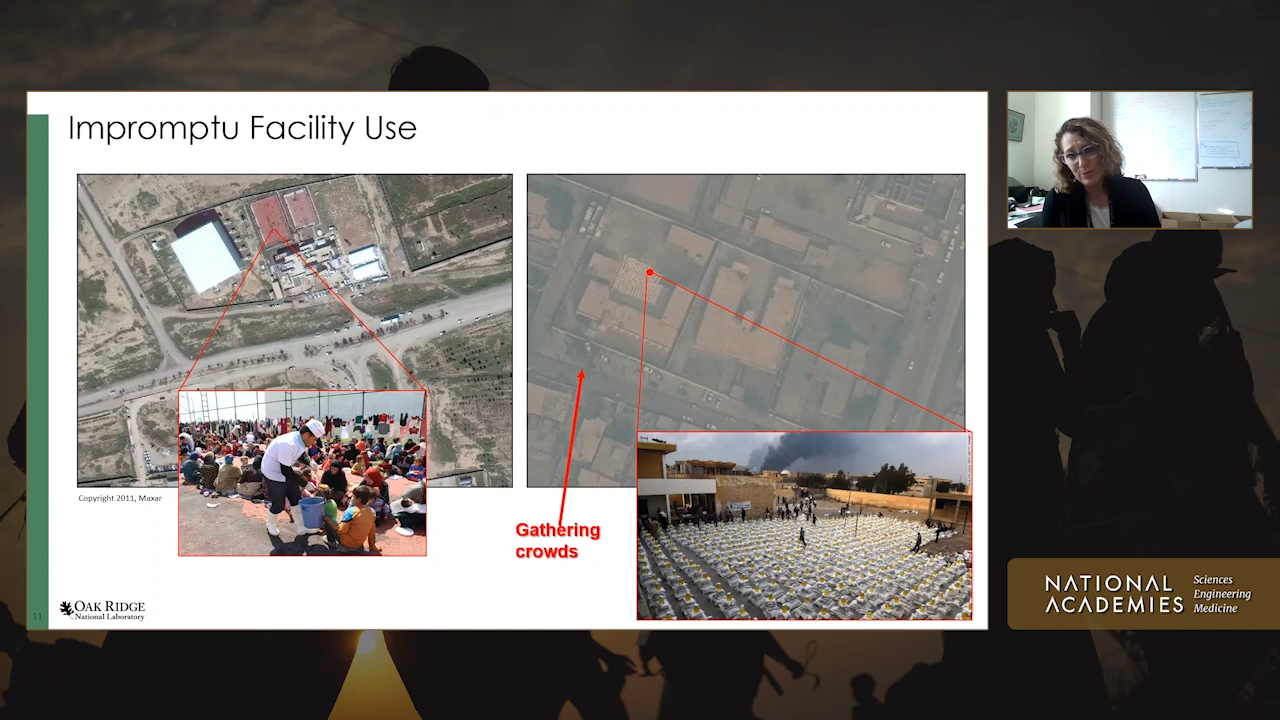 Impromptu Facility Use
Copyright 2011, Maxar
Gathering
crowds
11
OAK RIDGE
National Laboratory
NATIONAL
ACADEMIES
Sciences
Engineering
Medicine